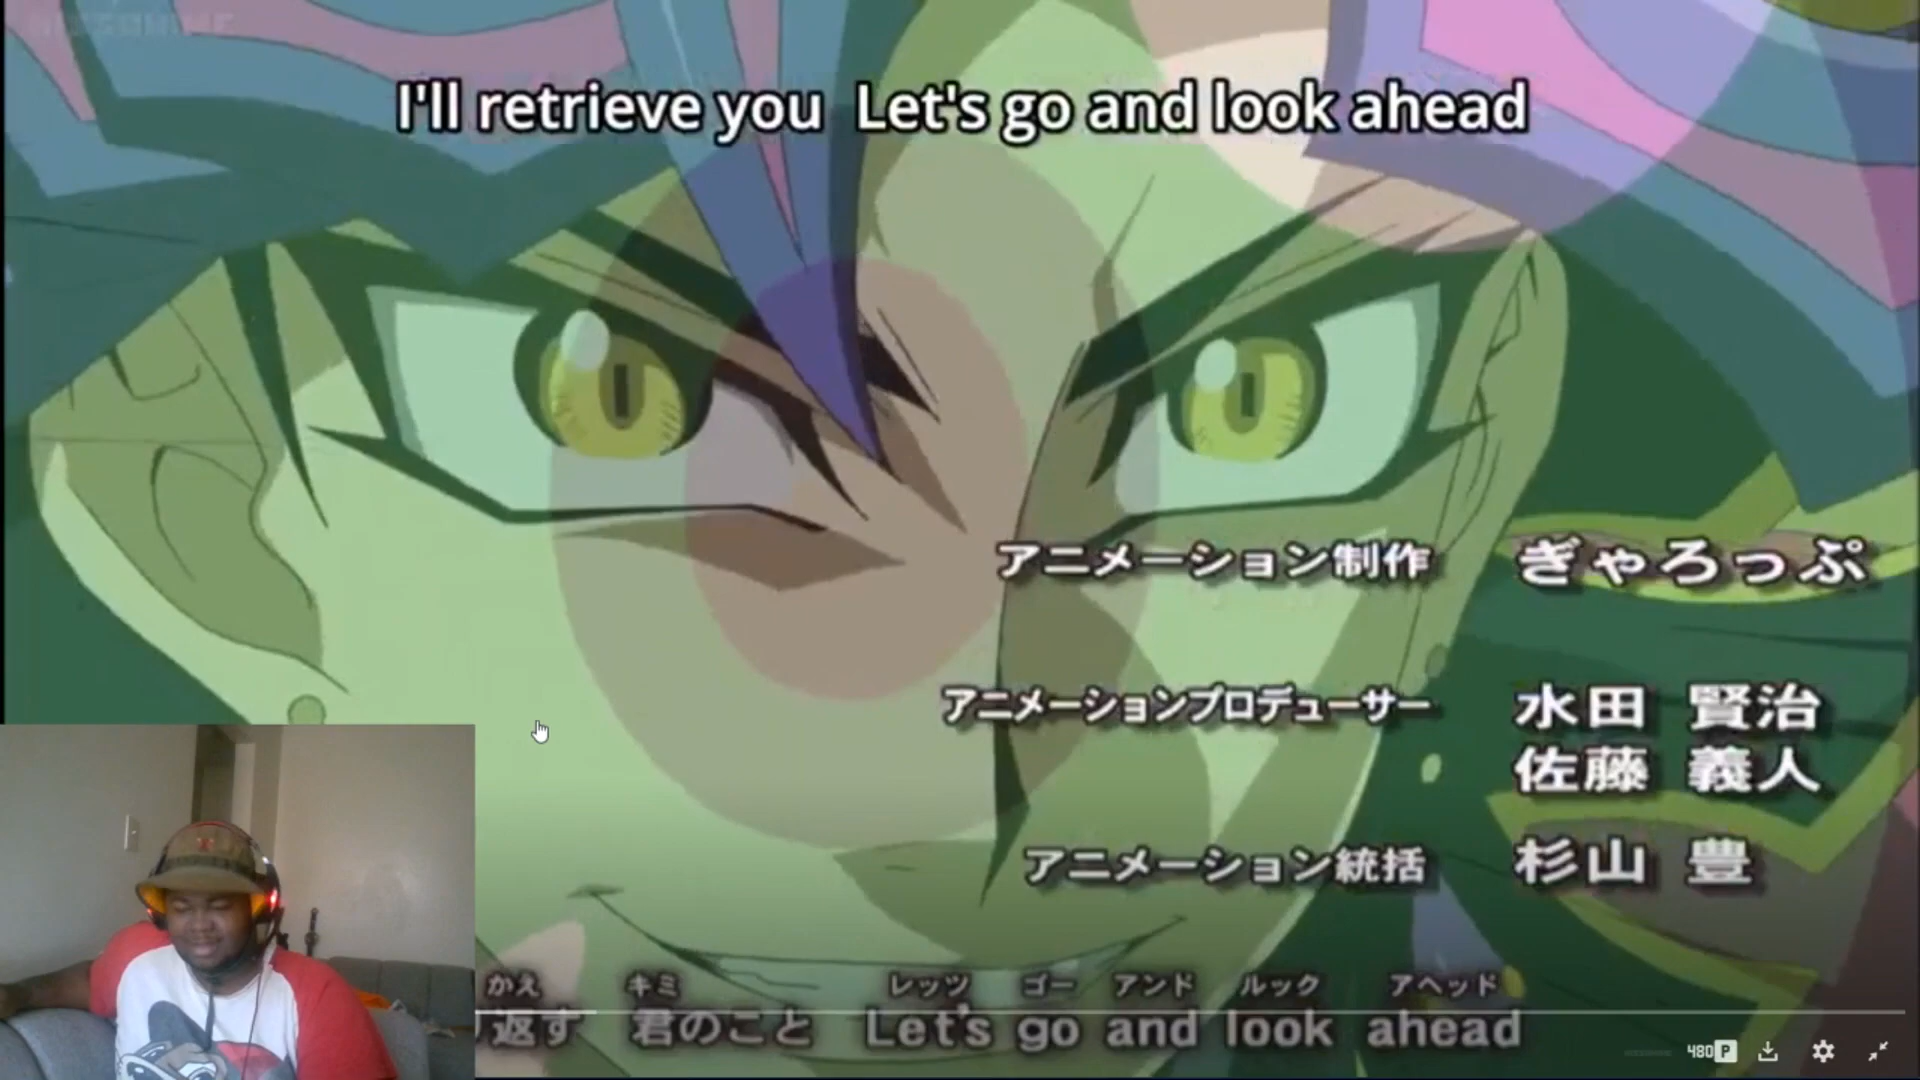 I'll retrieve you Let's go and look ahead
アニメーション制作 ぎゃろっぷ
アニメーションプロデューサー 水田 賢治
佐藤 義人
アニメーション統括 杉山 豊
かえ キミ レッツ ゴー アンド ルック アヘッド
り返す 君のこと Let's go and look ahead
480P